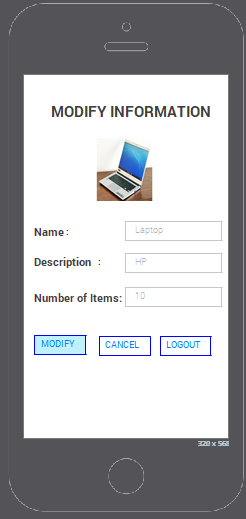 MODIFY INFORMATION
Name : Laptop
Description : HP
Number of Items: 10
MODIFY CANCEL LOGOUT
320 x 568